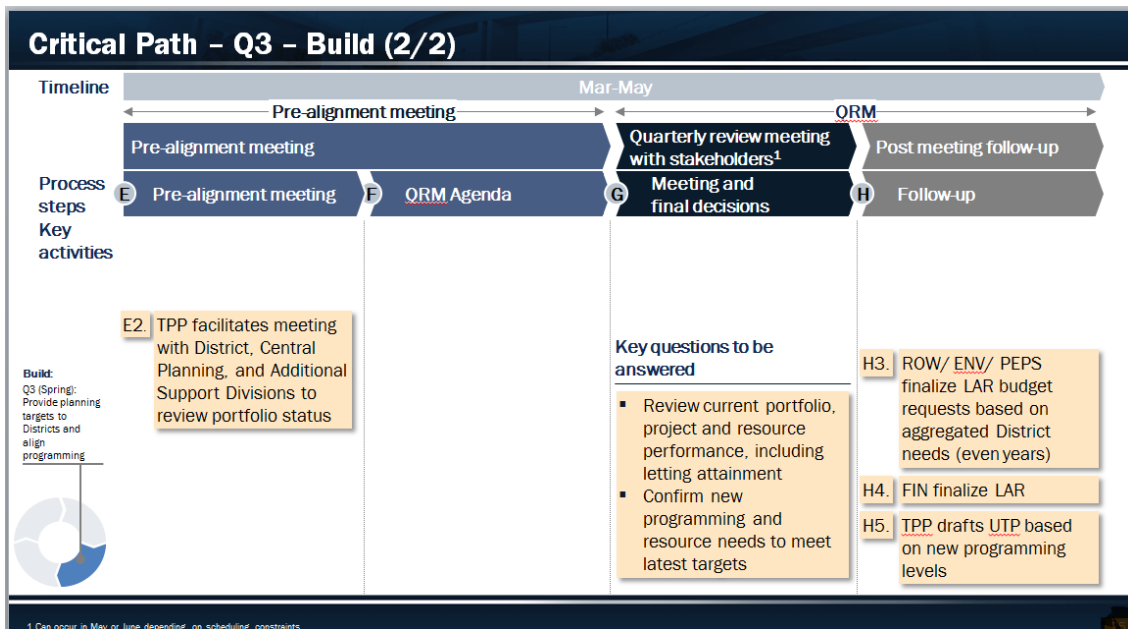 Critical Path – Q3 – Build (2/2)
Timeline
Mar-May
Pre-alignment meeting
QRM
Pre-alignment meeting
Quarterly review meeting
with stakeholders1
Post meeting follow-up
Process
steps
E
Pre-alignment meeting
F
QRM Agenda
G
Meeting and
final decisions
H
Follow-up
Key
activities
E2.
TPP facilitates meeting
with District, Central
Planning, and Additional
Support Divisions to
review portfolio status
Build:
Q3 (Spring):
Provide planning
targets to
Districts and
align
programming
Key questions to be
answered
▪ Review current portfolio,
project and resource
performance, including
letting attainment
▪ Confirm new
programming and
resource needs to meet
latest targets
H3.
ROW/ ENV/ PEPS
finalize LAR budget
requests based on
aggregated District
needs (even years)
H4.
FIN finalize LAR
H5.
TPP drafts UTP based
on new programming
levels
1 Can occur in May or June depending on scheduling constraints